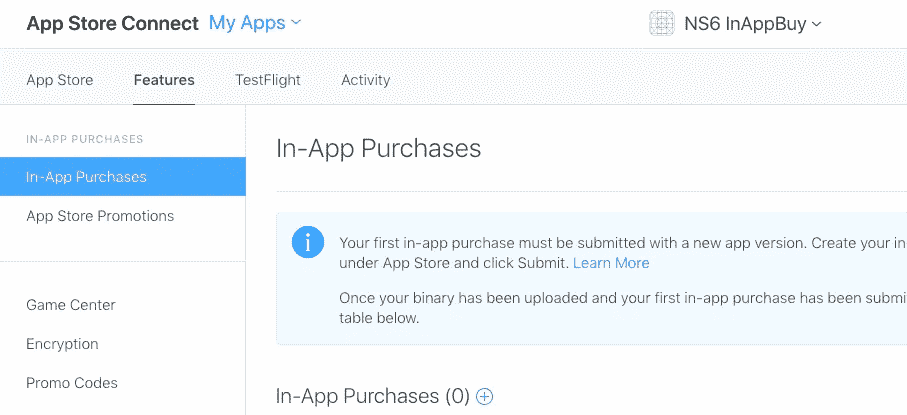 App Store Connect My Apps NS6 InAppBuy
App Store Features TestFlight Activity
IN-APP PURCHASES
In-App Purchases
App Store Promotions
Game Center
Encryption
Promo Codes
In-App Purchases
Your first in-app purchase must be submitted with a new app version. Create your in
under App Store and click Submit. Learn More
Once your binary has been uploaded and your first in-app purchase has been submi
table below.
In-App Purchases (0)